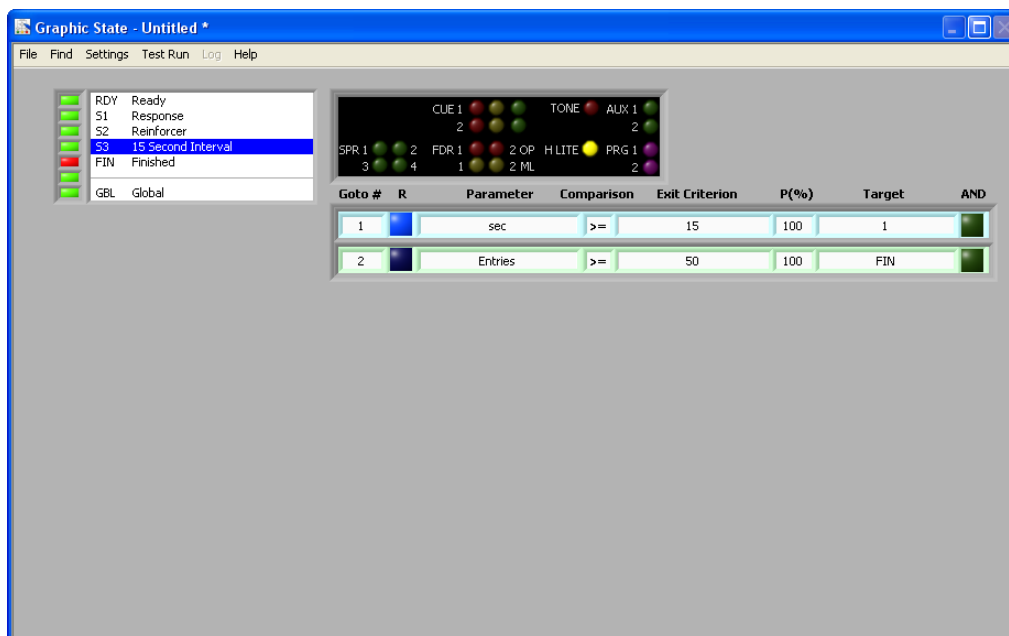 Graphic State - Untitled *
File Find Settings Test Run Log Help
RDY Ready
S1 Response
S2 Reinforcer
S3 15 Second Interval
FIN Finished
GBL Global
CUE 1 TONE AUX 1
2 2
SPR 1 2 FDR 1 2 OP H LITE PRG 1
3 4 1 2 ML 2
Goto # R Parameter Comparison Exit Criterion P(%) Target AND
1 sec >= 15 100 1
2 Entries >= 50 100 FIN